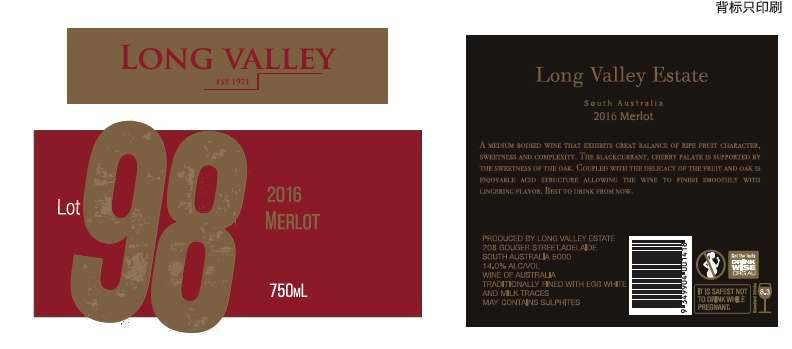 背标只印刷
LONG VALLEY
EST 1971
Lot
98
2016
MERLOT
750ML
Long Valley Estate
South Australia
2016 Merlot
A MEDIUM BODIED WINE THAT EXHIBITS GREAT BALANCE OF RIPE FRUIT CHARACTER,
SWEETNESS AND COMPLEXITY. THE BLACKCURRANT, CHERRY PALATE IS SUPPORTED BY
THE SWEETNESS OF THE OAK. COUPLED WITH THE DELICACY OF THE FRUIT AND OAK IS
ENJOYABLE ACID STRUCTURE ALLOWING THE WINE TO FINISH SMOOTHLY WITH
LINGERING FLAVOR. BEST TO DRINK FROM NOW.
PRODUCED BY LONG VALLEY ESTATE
208 GOUGER STREET,ADELAIDE
SOUTH AUSTRALIA 5000
14.0% ALC/VOL
WINE OF AUSTRALIA
TRADITIONALLY FINED WITH EGG WHITE
AND MILK TRACES
MAY CONTAINS SULPHITES
Get the facts
DRINK
WISE
.ORG.AU
IT IS SAFEST NOT
TO DRINK WHILE
PREGNANT.